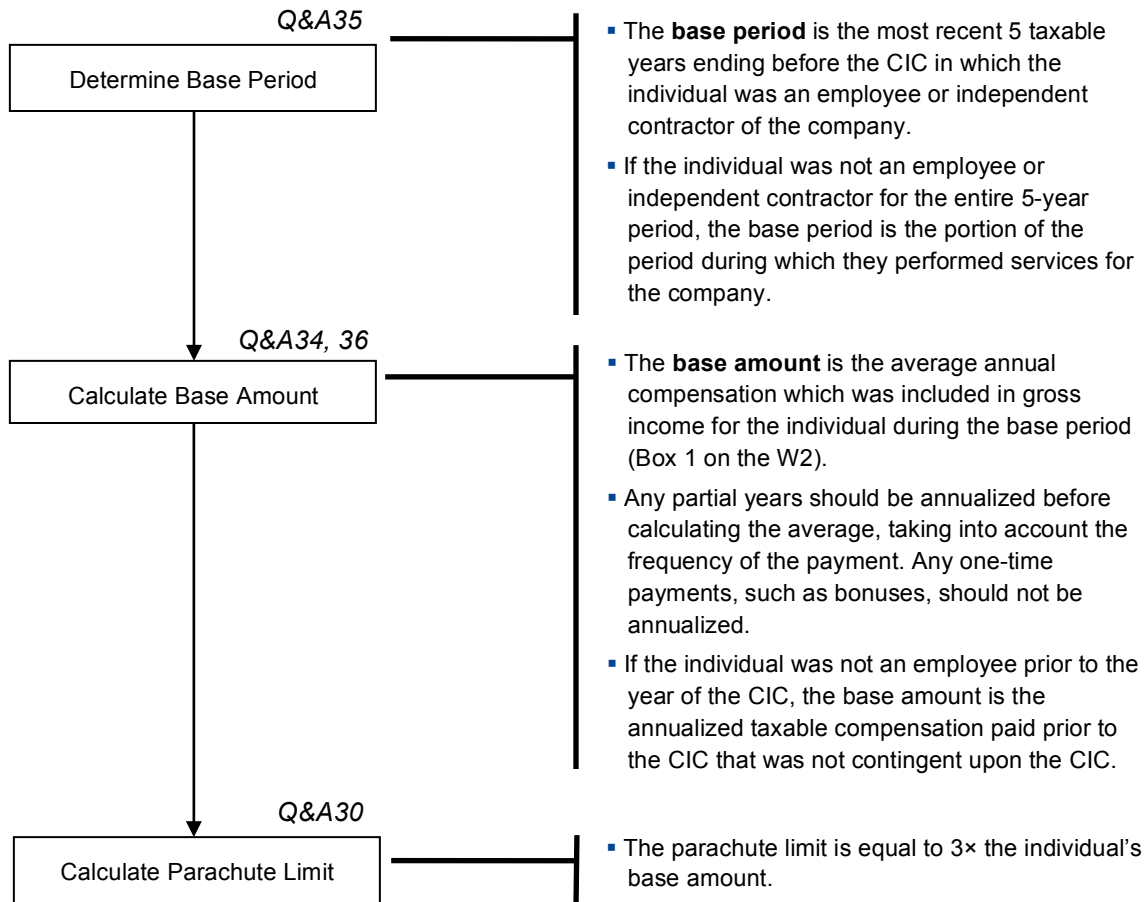 Q&A35
Determine Base Period
▪ The base period is the most recent 5 taxable
years ending before the CIC in which the
individual was an employee or independent
contractor of the company.
▪ If the individual was not an employee or
independent contractor for the entire 5-year
period, the base period is the portion of the
period during which they performed services for
the company.
Q&A34, 36
Calculate Base Amount
▪ The base amount is the average annual
compensation which was included in gross
income for the individual during the base period
(Box 1 on the W2).
▪ Any partial years should be annualized before
calculating the average, taking into account the
frequency of the payment. Any one-time
payments, such as bonuses, should not be
annualized.
▪ If the individual was not an employee prior to the
year of the CIC, the base amount is the
annualized taxable compensation paid prior to
the CIC that was not contingent upon the CIC.
Q&A30
Calculate Parachute Limit
▪ The parachute limit is equal to 3× the individual’s
base amount.